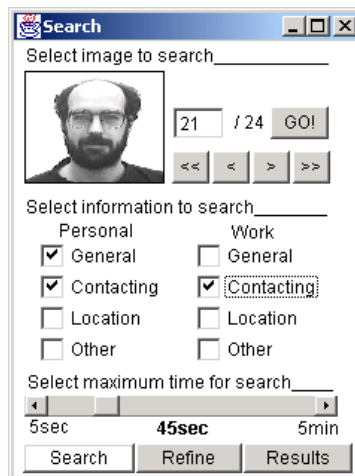 Search
Select image to search
21 / 24 GO!
<< < > >>
Select information to search
Personal Work
General General
Contacting Contacting
Location Location
Other Other
Select maximum time for search
5sec 45sec 5min
Search Refine Results